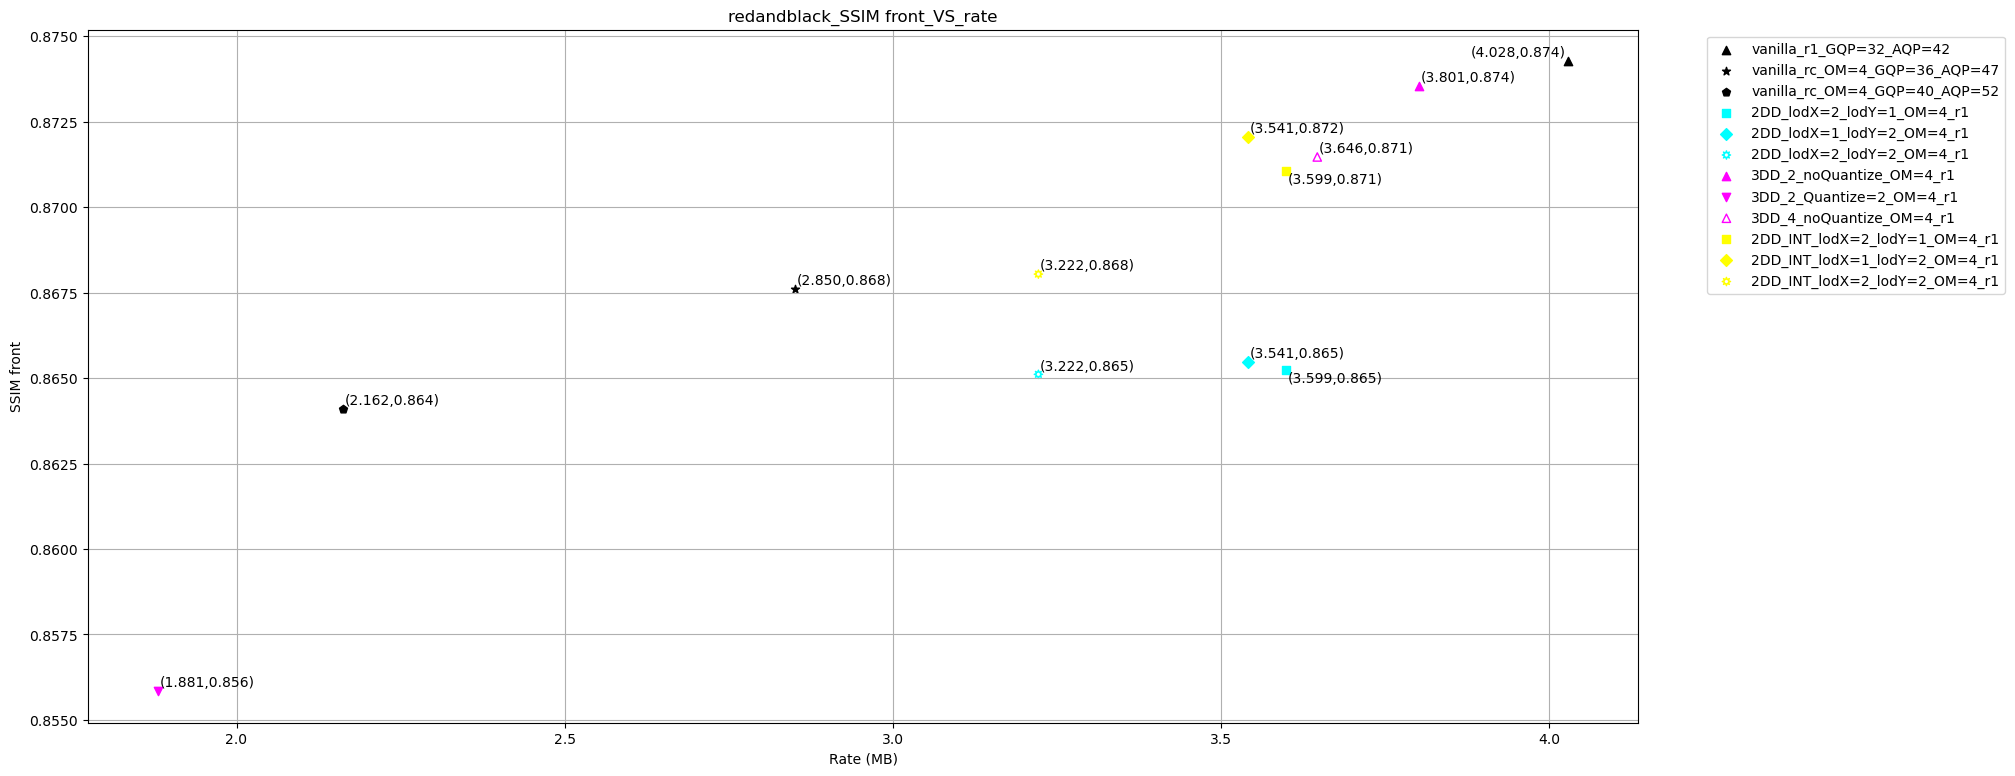 redandblack_SSIM front_VS_rate
0.8750
0.8725
0.8700
0.8675
0.8650
0.8625
0.8600
0.8575
0.8550
SSIM front
(4.028,0.874)
(3.801,0.874)
(3.541,0.872)
(3.646,0.871)
(3.599,0.871)
(3.222,0.868)
(2.850,0.868)
(3.541,0.865)
(3.222,0.865)
(3.599,0.865)
(2.162,0.864)
(1.881,0.856)
2.0
2.5
3.0
3.5
4.0
Rate (MB)
vanilla_r1_GQP=32_AQP=42
vanilla_rc_OM=4_GQP=36_AQP=47
vanilla_rc_OM=4_GQP=40_AQP=52
2DD_lodX=2_lodY=1_OM=4_r1
2DD_lodX=1_lodY=2_OM=4_r1
2DD_lodX=2_lodY=2_OM=4_r1
3DD_2_noQuantize_OM=4_r1
3DD_2_Quantize=2_OM=4_r1
3DD_4_noQuantize_OM=4_r1
2DD_INT_lodX=2_lodY=1_OM=4_r1
2DD_INT_lodX=1_lodY=2_OM=4_r1
2DD_INT_lodX=2_lodY=2_OM=4_r1